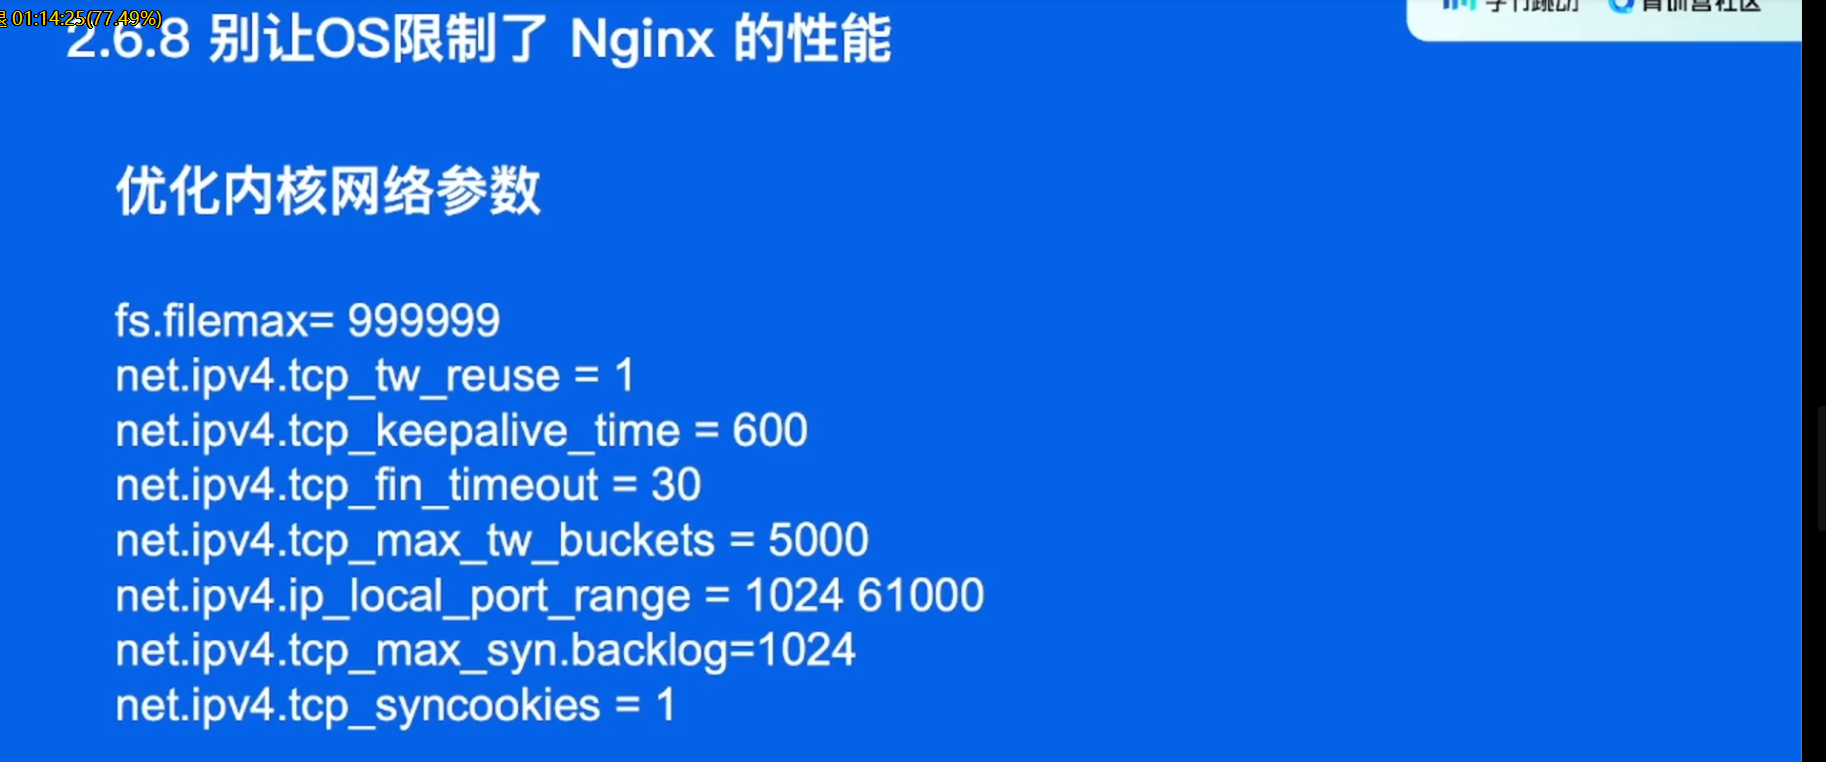 01:14:25(77.49%)
2.6.8 别让OS限制了 Nginx 的性能
优化内核网络参数
fs.filemax= 999999
net.ipv4.tcp_tw_reuse = 1
net.ipv4.tcp_keepalive_time = 600
net.ipv4.tcp_fin_timeout = 30
net.ipv4.tcp_max_tw_buckets = 5000
net.ipv4.ip_local_port_range = 1024 61000
net.ipv4.tcp_max_syn.backlog=1024
net.ipv4.tcp_syncookies = 1